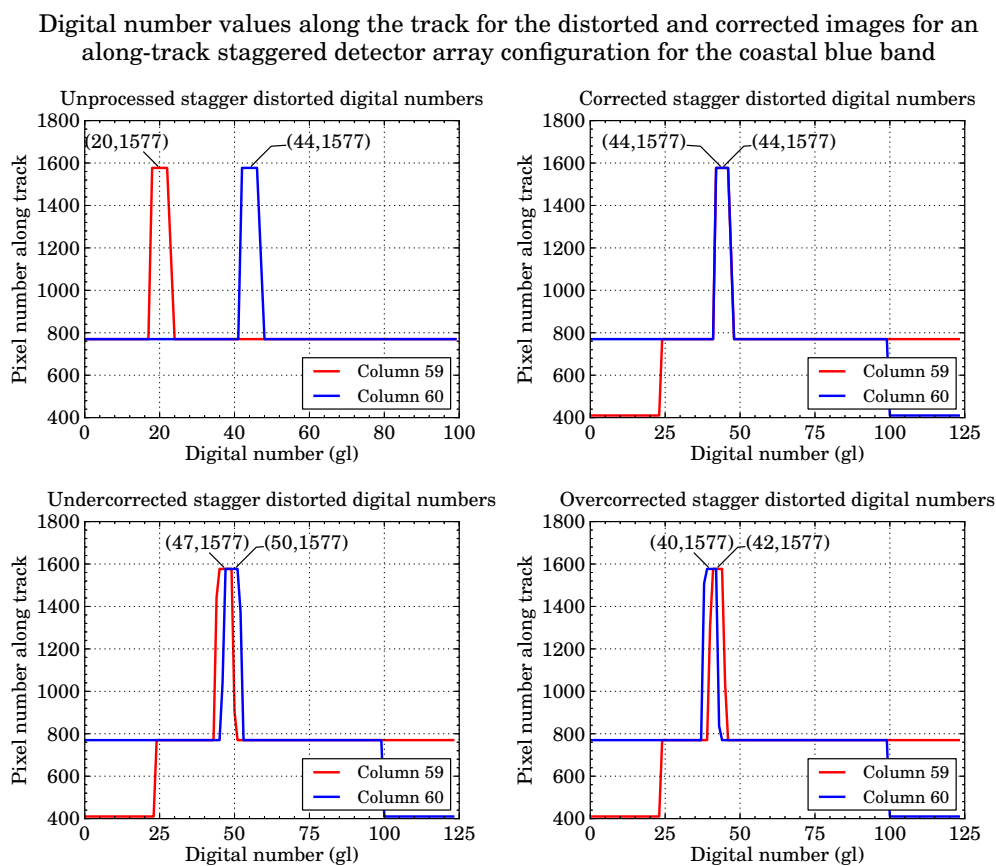 Digital number values along the track for the distorted and corrected images for an
along-track staggered detector array configuration for the coastal blue band
Unprocessed stagger distorted digital numbers
1800
1600
1400
1200
1000
800
600
400
Pixel number along track
(20,1577)
(44,1577)
Column 59
Column 60
0
20
40
60
80
100
Digital number (gl)
Corrected stagger distorted digital numbers
1800
1600
1400
1200
1000
800
600
400
Pixel number along track
(44,1577)
(44,1577)
Column 59
Column 60
0
25
50
75
100
125
Digital number (gl)
Undercorrected stagger distorted digital numbers
1800
1600
1400
1200
1000
800
600
400
Pixel number along track
(47,1577)
(50,1577)
Column 59
Column 60
0
25
50
75
100
125
Digital number (gl)
Overcorrected stagger distorted digital numbers
1800
1600
1400
1200
1000
800
600
400
Pixel number along track
(40,1577)
(42,1577)
Column 59
Column 60
0
25
50
75
100
125
Digital number (gl)